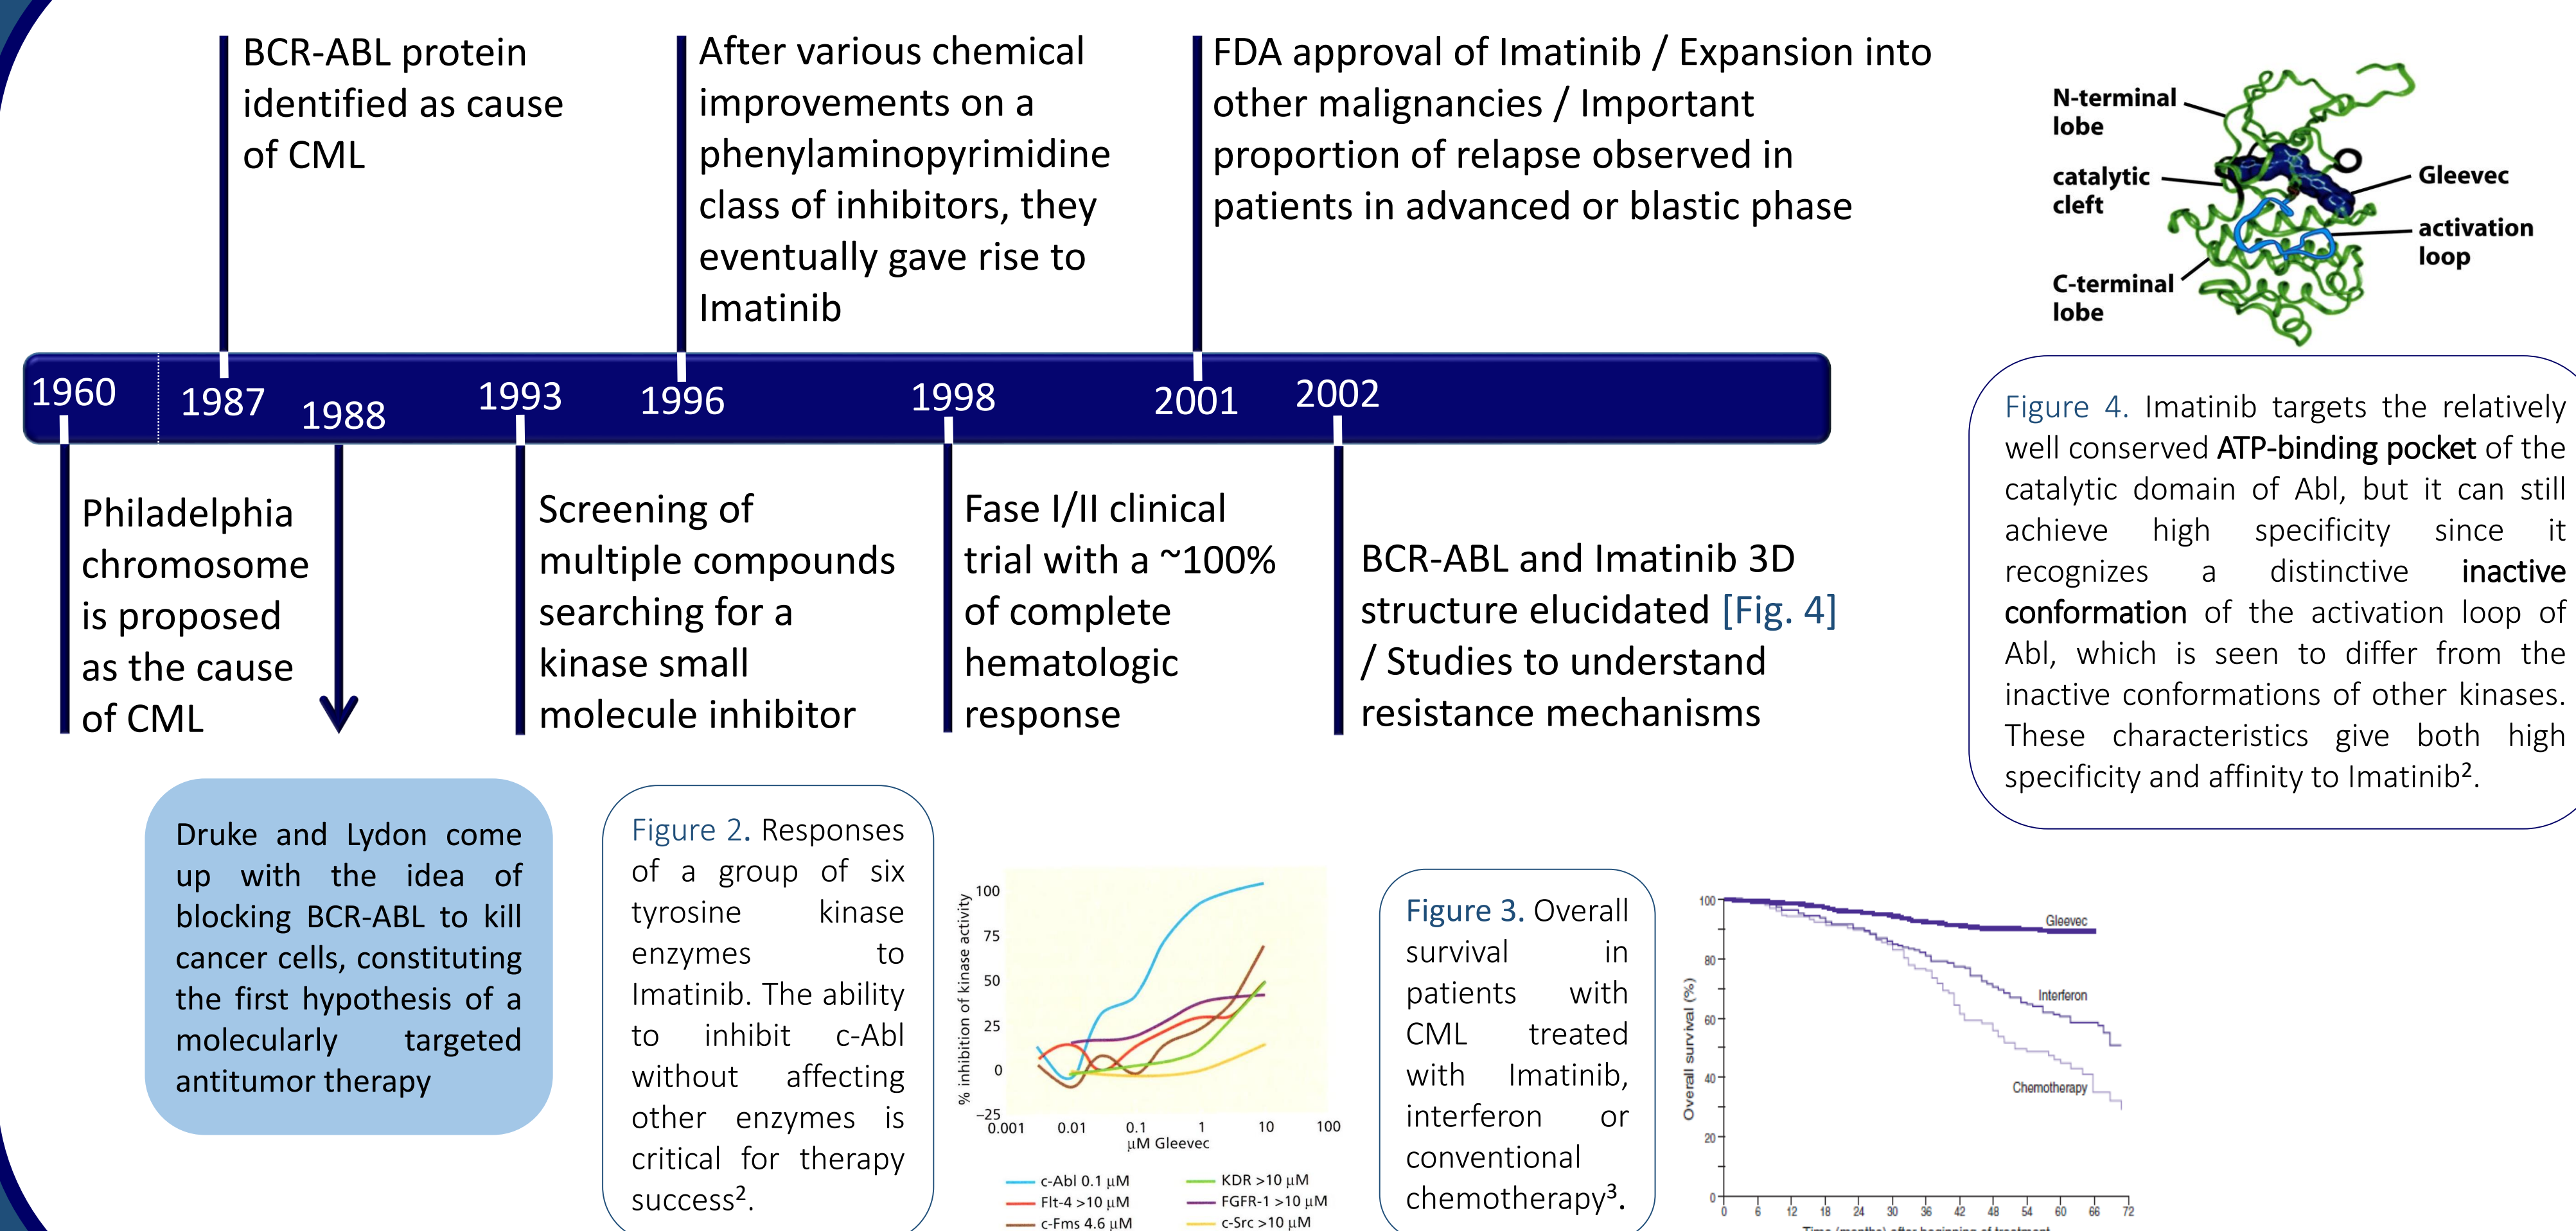 BCR-ABL protein
identified as cause
of CML
After various chemical
improvements on a
phenylaminopyrimidine
class of inhibitors, they
eventually gave rise to
Imatinib
FDA approval of Imatinib / Expansion into
other malignancies / Important
proportion of relapse observed in
patients in advanced or blastic phase
N-terminal
lobe
catalytic
cleft
C-terminal
lobe
Gleevec
activation
loop
1960
1987
1988
1993
1996
1998
2001
2002
Philadelphia
chromosome
is proposed
as the cause
of CML
Screening of
multiple compounds
searching for a
kinase small
molecule inhibitor
Fase I/II clinical
trial with a ~100%
of complete
hematologic
response
BCR-ABL and Imatinib 3D
structure elucidated [Fig. 4]
/ Studies to understand
resistance mechanisms
Figure 4. Imatinib targets the relatively
well conserved ATP-binding pocket of the
catalytic domain of Abl, but it can still
achieve high specificity since it
recognizes a distinctive inactive
conformation of the activation loop of
Abl, which is seen to differ from the
inactive conformations of other kinases.
These characteristics give both high
specificity and affinity to Imatinib².
Druke and Lydon come
up with the idea of
blocking BCR-ABL to kill
cancer cells, constituting
the first hypothesis of a
molecularly targeted
antitumor therapy
Figure 2. Responses
of a group of six
tyrosine kinase
enzymes to
Imatinib. The ability
to inhibit c-Abl
without affecting
other enzymes is
critical for therapy
success².
% inhibition of kinase activity
100
75
50
25
0
−25
0.001 0.01 0.1 1 10 100
μM Gleevec
c-Abl 0.1 μM
Flt-4 >10 μM
c-Fms 4.6 μM
KDR >10 μM
FGFR-1 >10 μM
c-Src >10 μM
Figure 3. Overall
survival in
patients with
CML treated
with Imatinib,
interferon or
conventional
chemotherapy³.
Overall survival (%)
100
80
60
40
20
0
Gleevec
Interferon
Chemotherapy
0 6 12 18 24 30 36 42 48 54 60 66 72
Time (months) after beginning of treatment